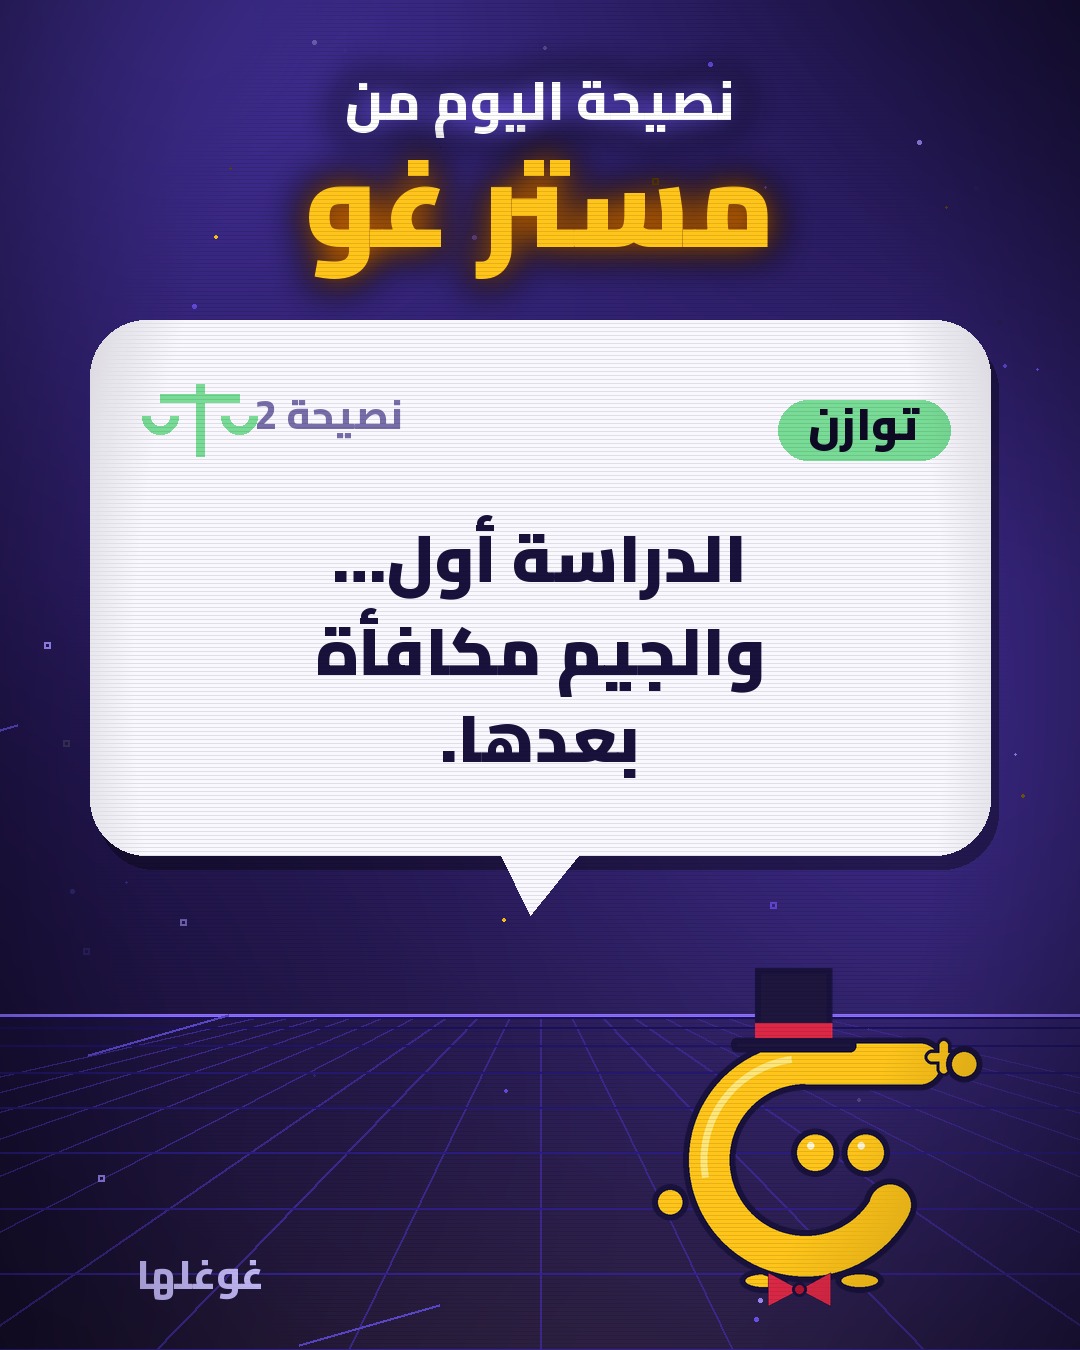 نصيحة اليوم من
مستر غو
توازن
نصيحة 2
الدراسة أول...
والجيم مكافأة
بعدها.
غوغلها